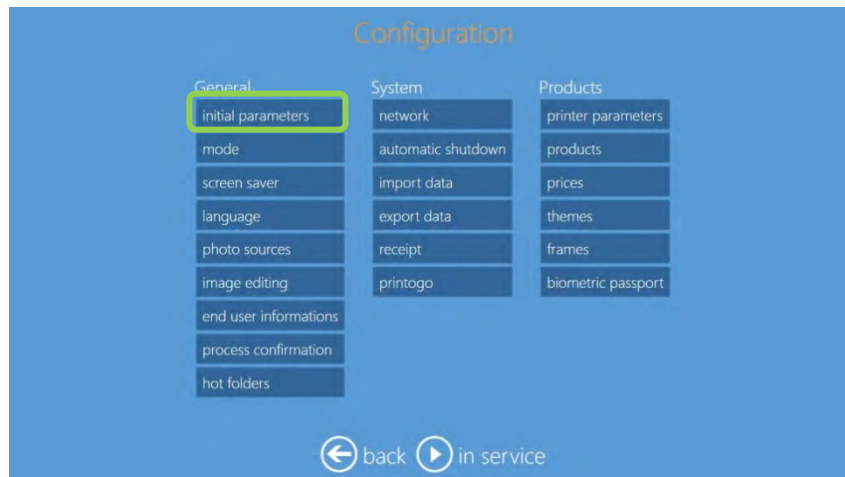 Configuration
General
initial parameters
mode
screen saver
language
photo sources
image editing
end user informations
process confirmation
hot folders
System
network
automatic shutdown
import data
export data
receipt
printogo
Products
printer parameters
products
prices
themes
frames
biometric passport
back in service